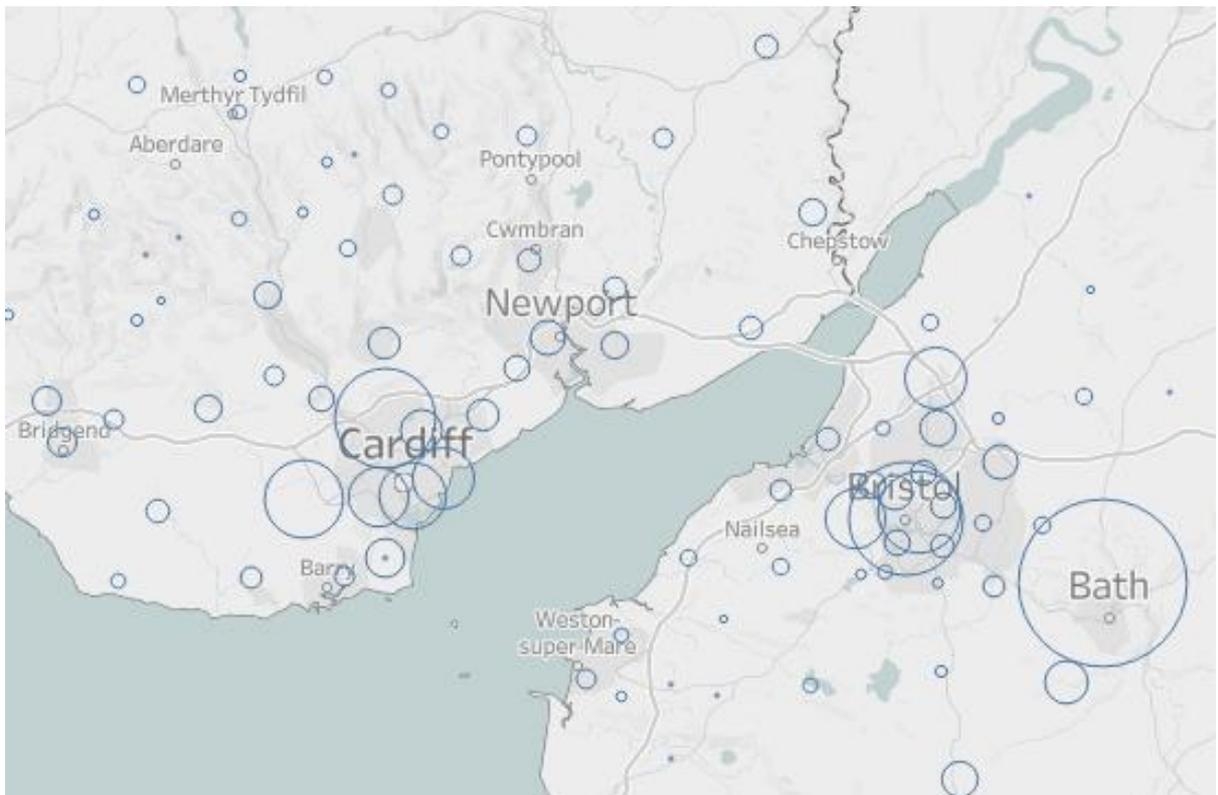 Merthyr Tydfil
Aberdare
Pontypool
Cwmbran
Chepstow
Newport
Bridgend
Cardiff
Bristol
Nailsea
Barry
Bath
Weston-
super-Mare